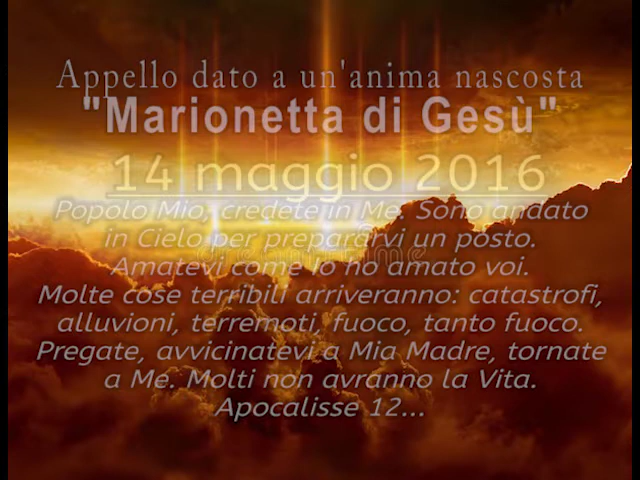 Appello dato a un'anima nascosta
"Marionetta di Gesù"
14 maggio 2016
Popolo Mio, credete in Me. Sono andato
in Cielo per prepararvi un posto.
Amatevi come Io ho amato voi.
Molte cose terribili arriveranno: catastrofi,
alluvioni, terremoti, fuoco, tanto fuoco.
Pregate, avvicinatevi a Mia Madre, tornate
a Me. Molti non avranno la Vita.
Apocalisse 12...